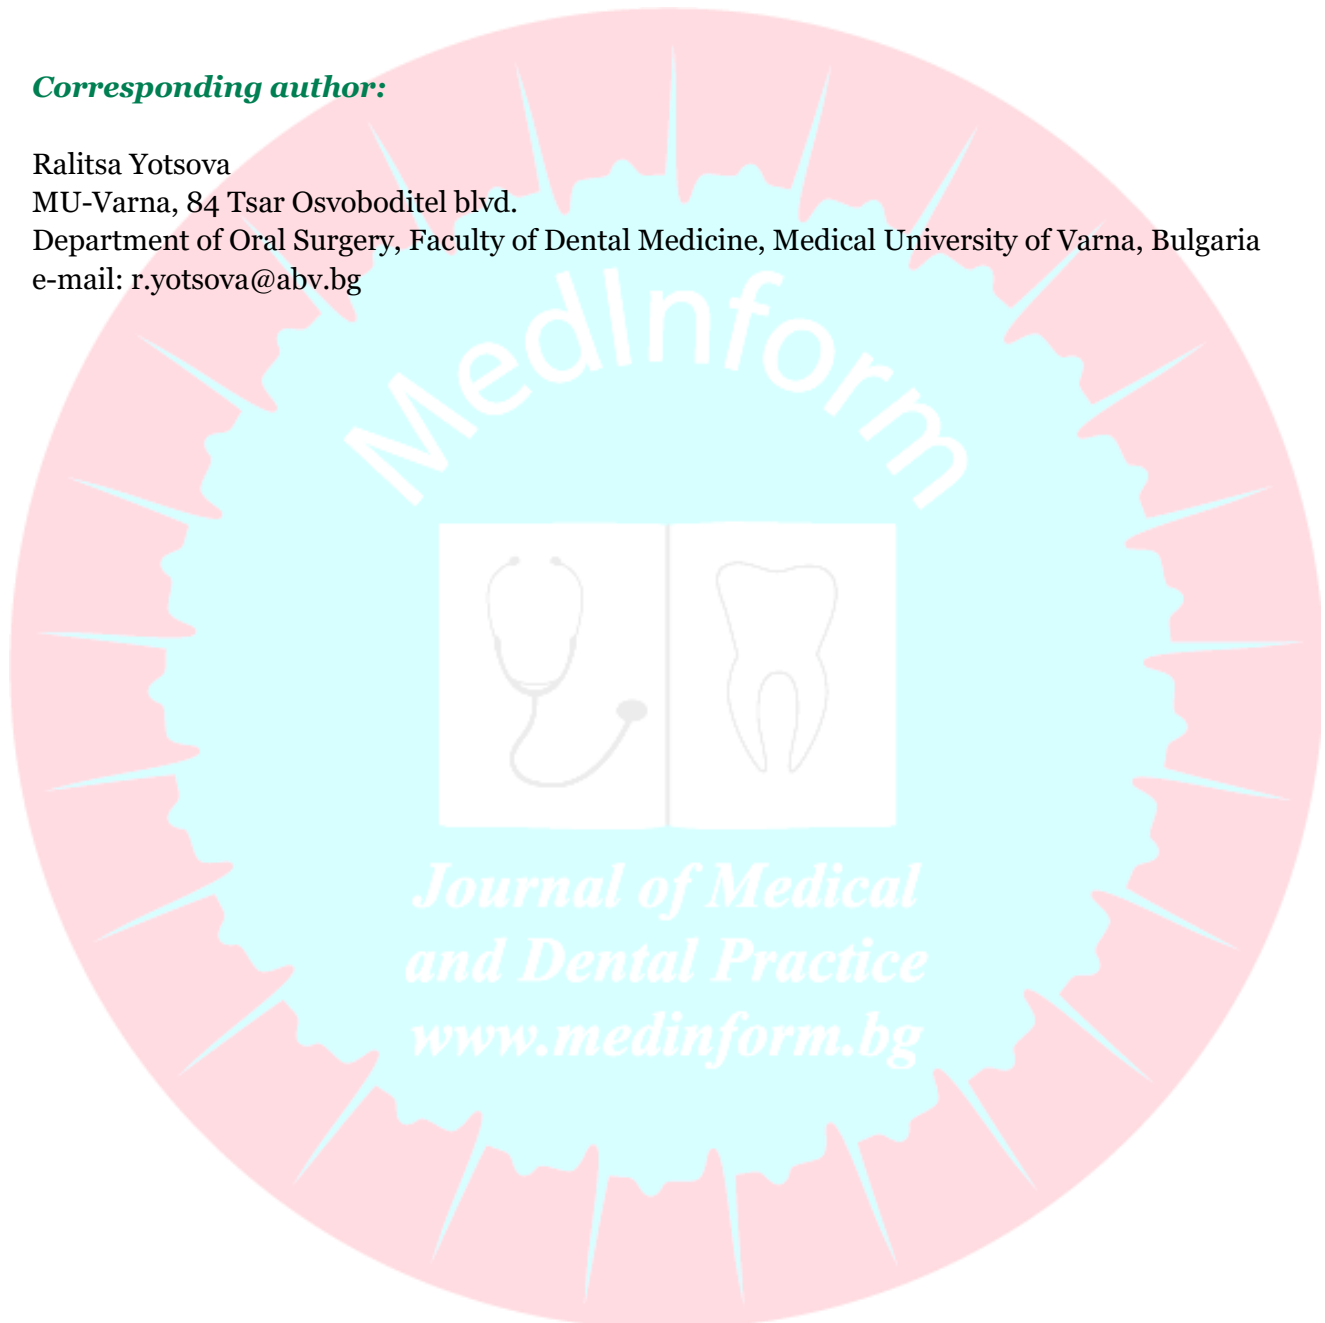 Corresponding author:
Ralitsa Yotsova
MU-Varna, 84 Tsar Osvoboditel blvd.
Department of Oral Surgery, Faculty of Dental Medicine, Medical University of Varna, Bulgaria
e-mail: r.yotsova@abv.bg
MedInform
Journal of Medical
and Dental Practice
www.medinform.bg